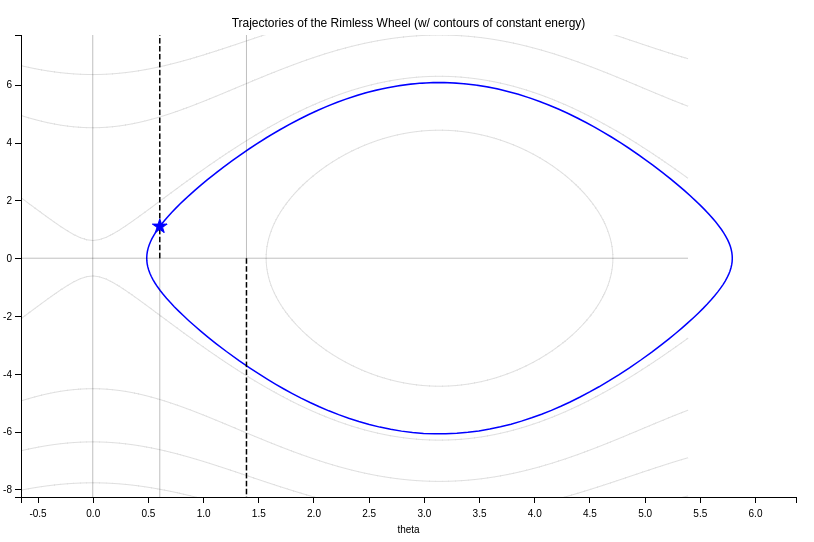 Trajectories of the Rimless Wheel (w/ contours of constant energy)
6
4
2
0
-2
-4
-6
-8
-0.5 0.0 0.5 1.0 1.5 2.0 2.5 3.0 3.5 4.0 4.5 5.0 5.5 6.0
theta